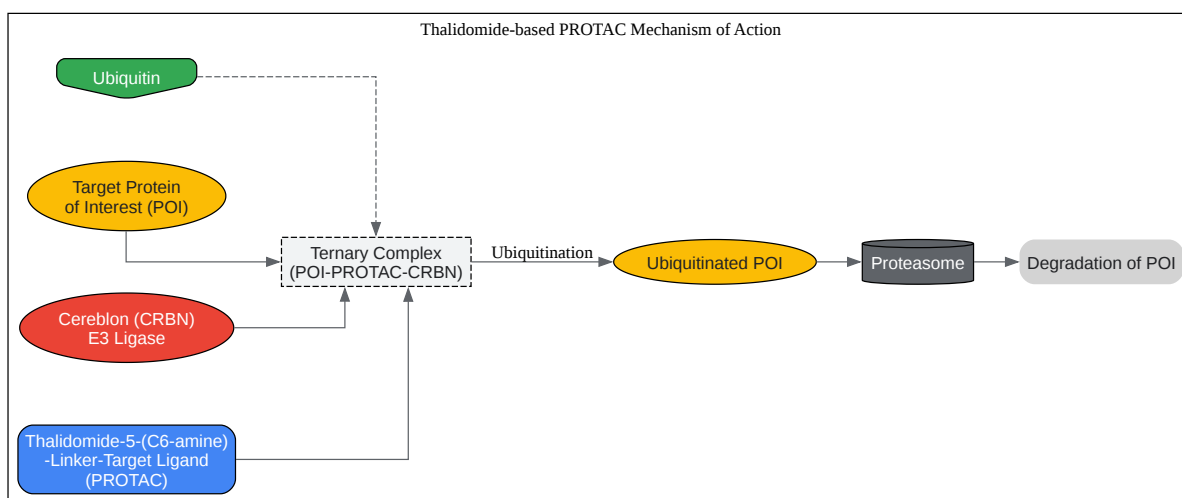 Thalidomide-based PROTAC Mechanism of Action
Ubiquitin
Target Protein
of Interest (POI)
Ternary Complex
(POI-PROTAC-CRBN)
Ubiquitination
Ubiquitinated POI
Proteasome
Degradation of POI
Cereblon (CRBN)
E3 Ligase
Thalidomide-5-(C6-amine)
-Linker-Target Ligand
(PROTAC)